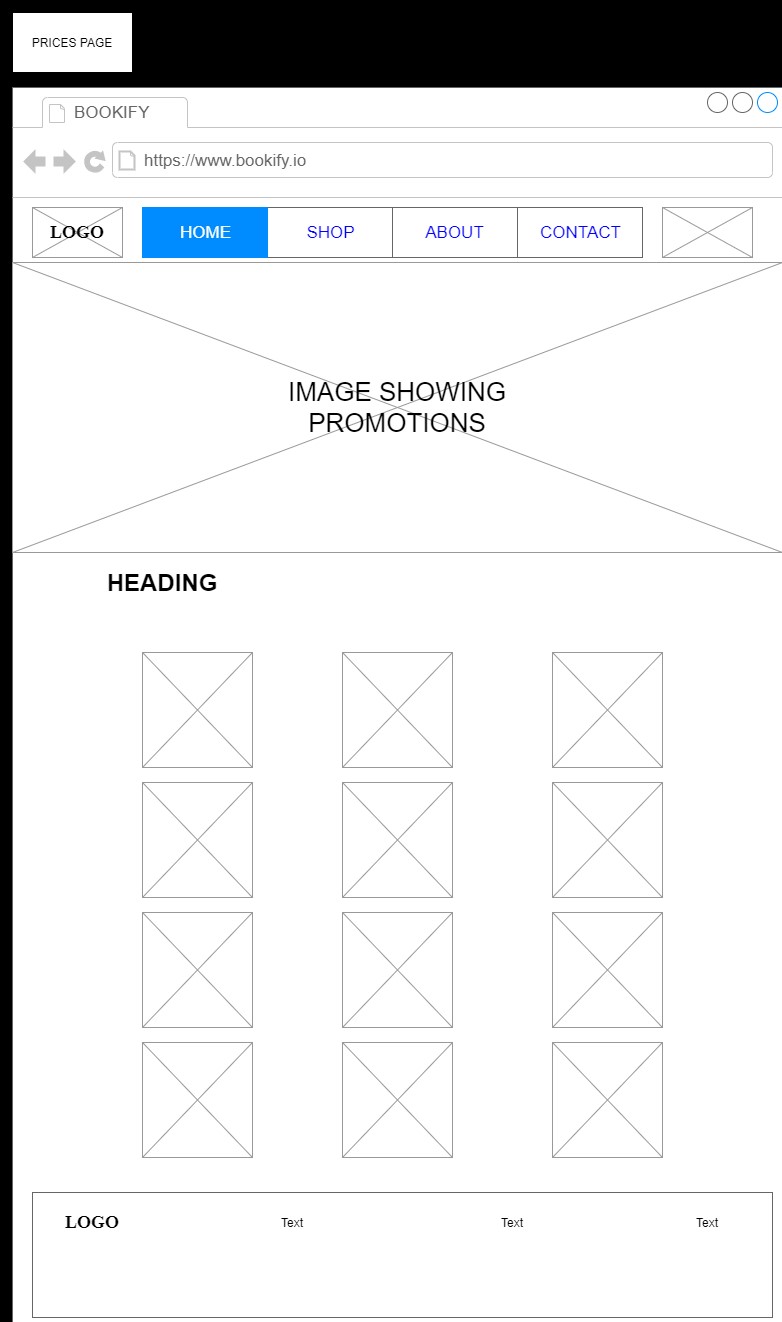 PRICES PAGE
BOOKIFY
https://www.bookify.io
LOGO HOME SHOP ABOUT CONTACT
IMAGE SHOWING
PROMOTIONS
HEADING
LOGO Text Text Text